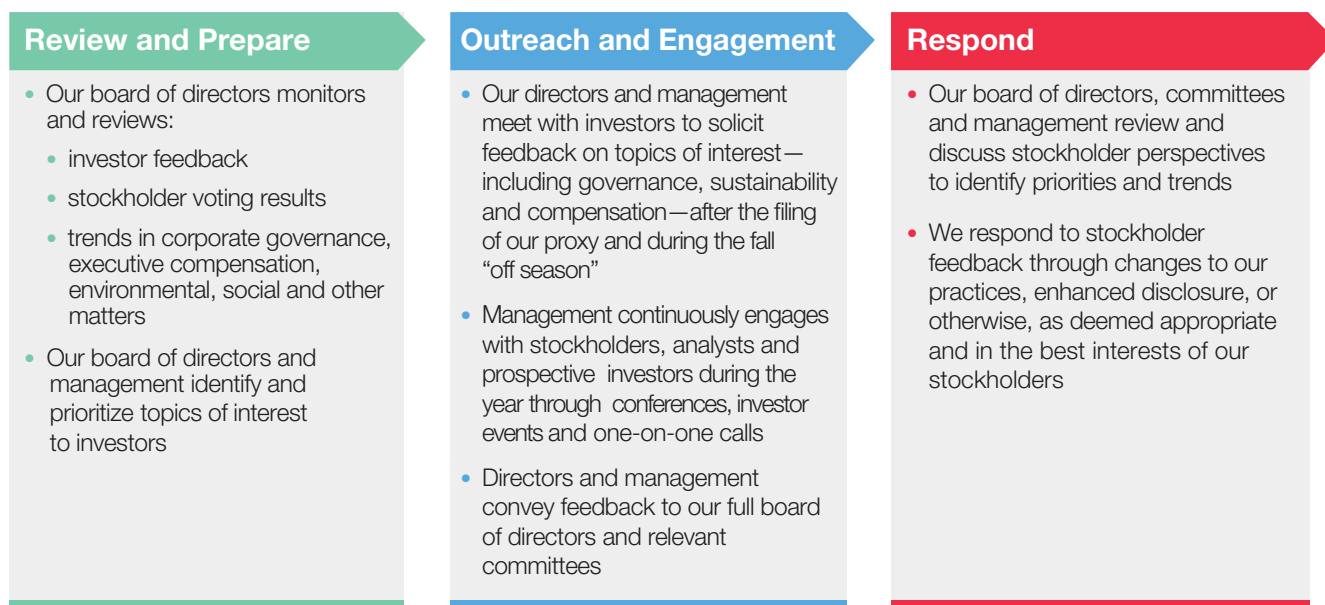 Review and Prepare
• Our board of directors monitors
and reviews:
• investor feedback
• stockholder voting results
• trends in corporate governance,
executive compensation,
environmental, social and other
matters
• Our board of directors and
management identify and
prioritize topics of interest
to investors
Outreach and Engagement
• Our directors and management
meet with investors to solicit
feedback on topics of interest—
including governance, sustainability
and compensation—after the filing
of our proxy and during the fall
“off season”
• Management continuously engages
with stockholders, analysts and
prospective investors during the
year through conferences, investor
events and one-on-one calls
• Directors and management
convey feedback to our full board
of directors and relevant
committees
Respond
• Our board of directors, committees
and management review and
discuss stockholder perspectives
to identify priorities and trends
• We respond to stockholder
feedback through changes to our
practices, enhanced disclosure, or
otherwise, as deemed appropriate
and in the best interests of our
stockholders